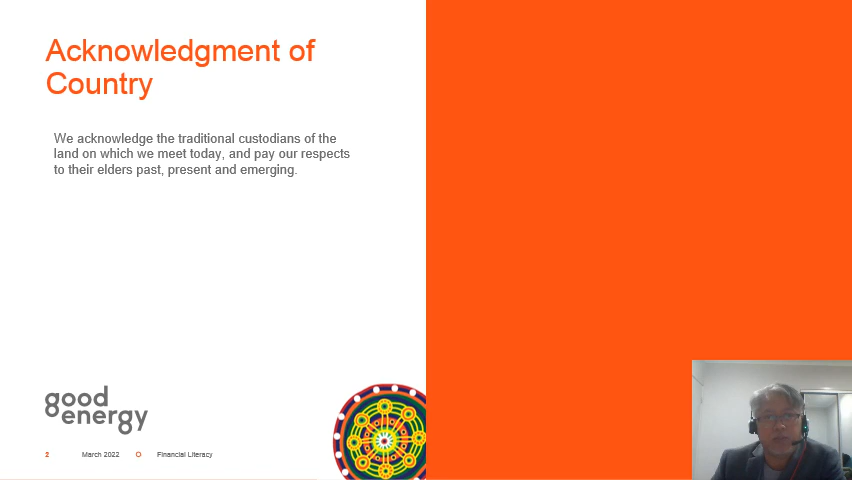 Acknowledgment of
Country
We acknowledge the traditional custodians of the
land on which we meet today, and pay our respects
to their elders past, present and emerging.
good
energy
2 March 2022 Financial Literacy